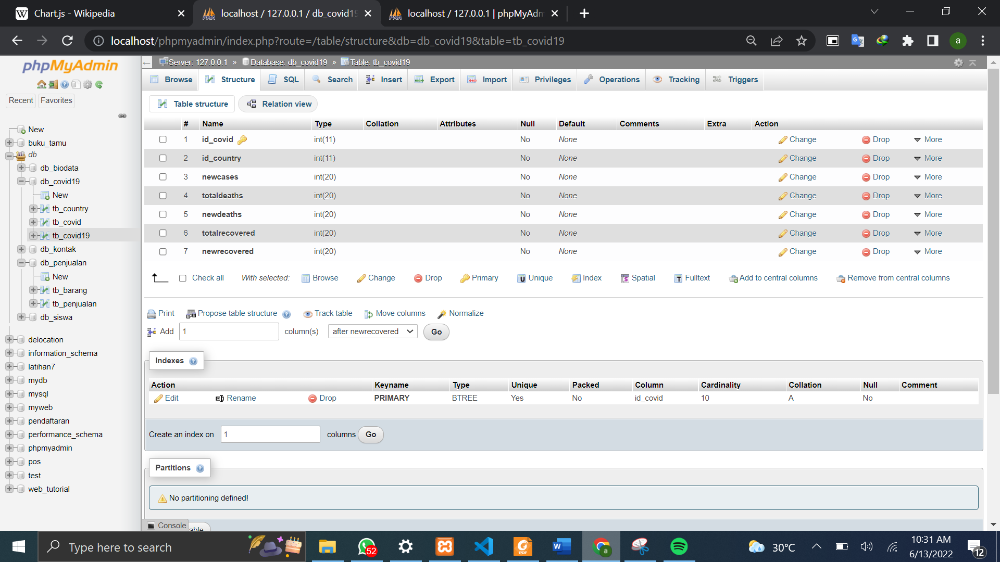 Chart.js - Wikipedia
localhost / 127.0.0.1 / db_covid19
localhost / 127.0.0.1 | phpMyAdm
localhost/phpmyadmin/index.php?route=/table/structure&db=db_covid19&table=tb_covid19
a
phpMyAdmin
Recent Favorites
New
buku_tamu
db
db_biodata
db_covid19
New
tb_country
tb_covid
tb_covid19
db_kontak
db_penjualan
New
tb_barang
tb_penjualan
db_siswa
delocation
information_schema
latihan7
mydb
mysql
myweb
pendaftaran
performance_schema
phpmyadmin
pos
test
web_tutorial
Server: 127.0.0.1 » Database: db_covid19 » Table: tb_covid19
Browse Structure SQL Search Insert Export Import Privileges Operations Tracking Triggers
Table structure Relation view
# Name Type Collation Attributes Null Default Comments Extra Action
1 id_covid int(11) No None Change Drop More
2 id_country int(11) No None Change Drop More
3 newcases int(20) No None Change Drop More
4 totaldeaths int(20) No None Change Drop More
5 newdeaths int(20) No None Change Drop More
6 totalrecovered int(20) No None Change Drop More
7 newrecovered int(20) No None Change Drop More
Check all With selected: Browse Change Drop Primary Unique Index Spatial Fulltext Add to central columns Remove from central columns
Print Propose table structure Track table Move columns Normalize
Add 1 column(s) after newrecovered Go
Indexes
Action Keyname Type Unique Packed Column Cardinality Collation Null Comment
Edit Rename Drop PRIMARY BTREE Yes No id_covid 10 A No
Create an index on 1 columns Go
Partitions
No partitioning defined!
Console
Type here to search
52
PDF
30°C
10:31 AM
6/13/2022
12